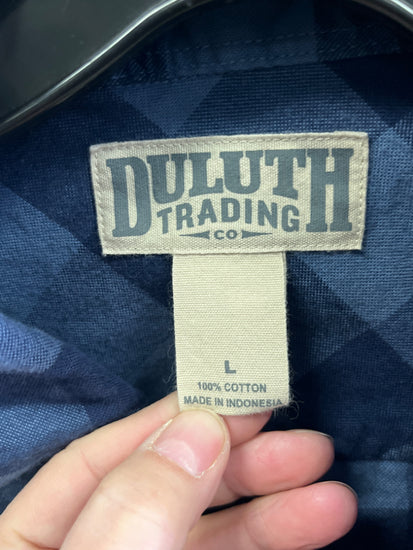 DULUTH
TRADING
CO
L
100% COTTON
MADE IN INDONESIA